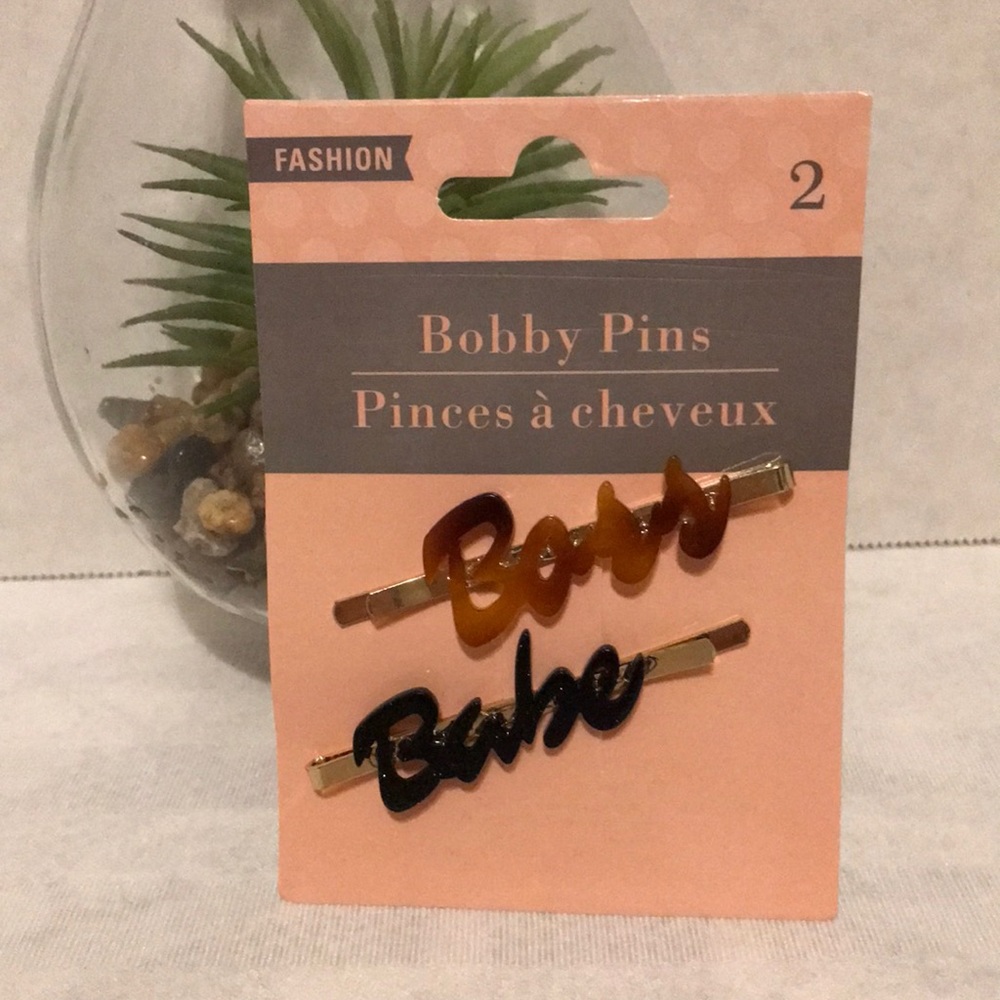 FASHION
2
Bobby Pins
Pinces à cheveux
Boss
Babe